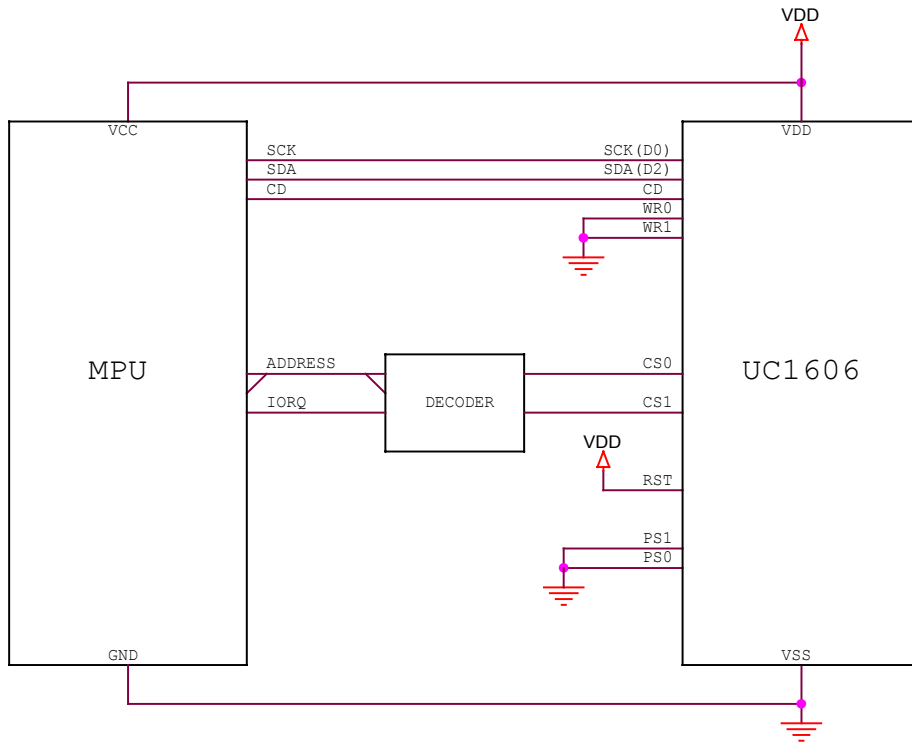 VDD
VCC VDD
SCK SCK(D0)
SDA SDA(D2)
CD CD
WR0
WR1
ADDRESS CS0
MPU UC1606
IORQ DECODER CS1
VDD
RST
PS1
PS0
GND VSS